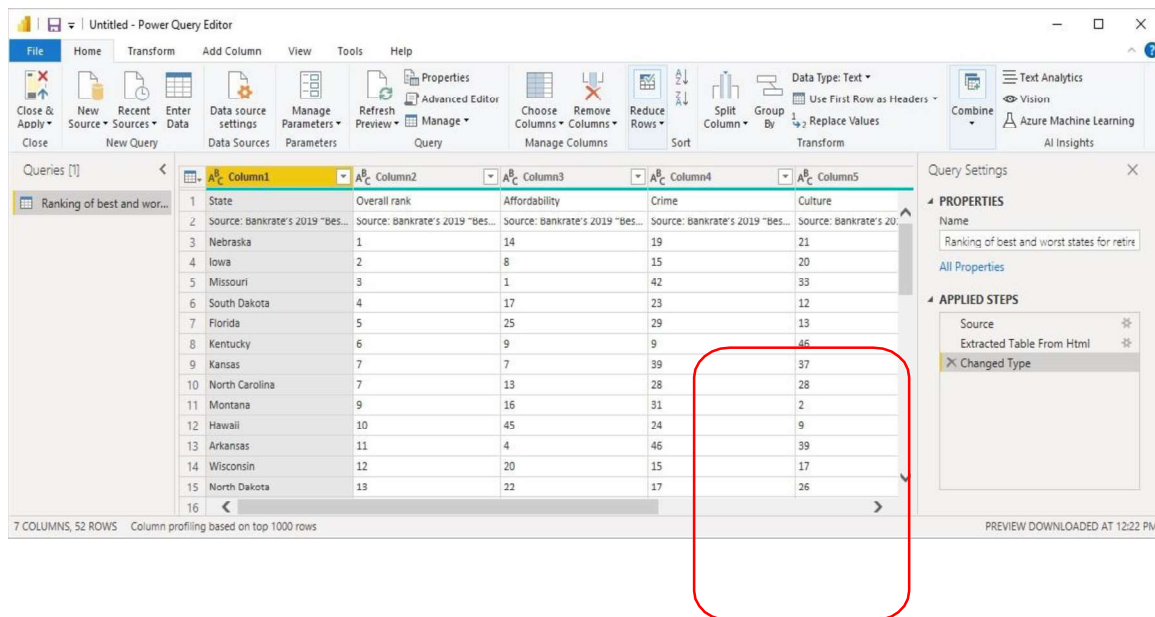 Untitled - Power Query Editor
File Home Transform Add Column View Tools Help
Close & Apply
New Source
Recent Sources
Enter Data
Data source settings
Manage Parameters
Refresh Preview
Properties
Advanced Editor
Manage
Choose Columns
Remove Columns
Reduce Rows
Split Column
Group By
Data Type: Text
Use First Row as Headers
Replace Values
Combine
Text Analytics
Vision
Azure Machine Learning
Close New Query Data Sources Parameters Query Manage Columns Sort Transform AI Insights
Queries [1]
Ranking of best and wor...
Column1 Column2 Column3 Column4 Column5
1 State Overall rank Affordability Crime Culture
2 Source: Bankrate's 2019 "Bes... Source: Bankrate's 2019 "Bes... Source: Bankrate's 2019 "Bes... Source: Bankrate's 2019 "Bes... Source: Bankrate's 20
3 Nebraska 1 14 19 21
4 Iowa 2 8 15 20
5 Missouri 3 1 42 33
6 South Dakota 4 17 23 12
7 Florida 5 25 29 13
8 Kentucky 6 9 9 46
9 Kansas 7 7 39 37
10 North Carolina 7 13 28 28
11 Montana 9 16 31 2
12 Hawaii 10 45 24 9
13 Arkansas 11 4 46 39
14 Wisconsin 12 20 15 17
15 North Dakota 13 22 17 26
16
Query Settings
PROPERTIES
Name
Ranking of best and worst states for retire
All Properties
APPLIED STEPS
Source
Extracted Table From Html
Changed Type
7 COLUMNS, 52 ROWS Column profiling based on top 1000 rows
PREVIEW DOWNLOADED AT 12:22 PM